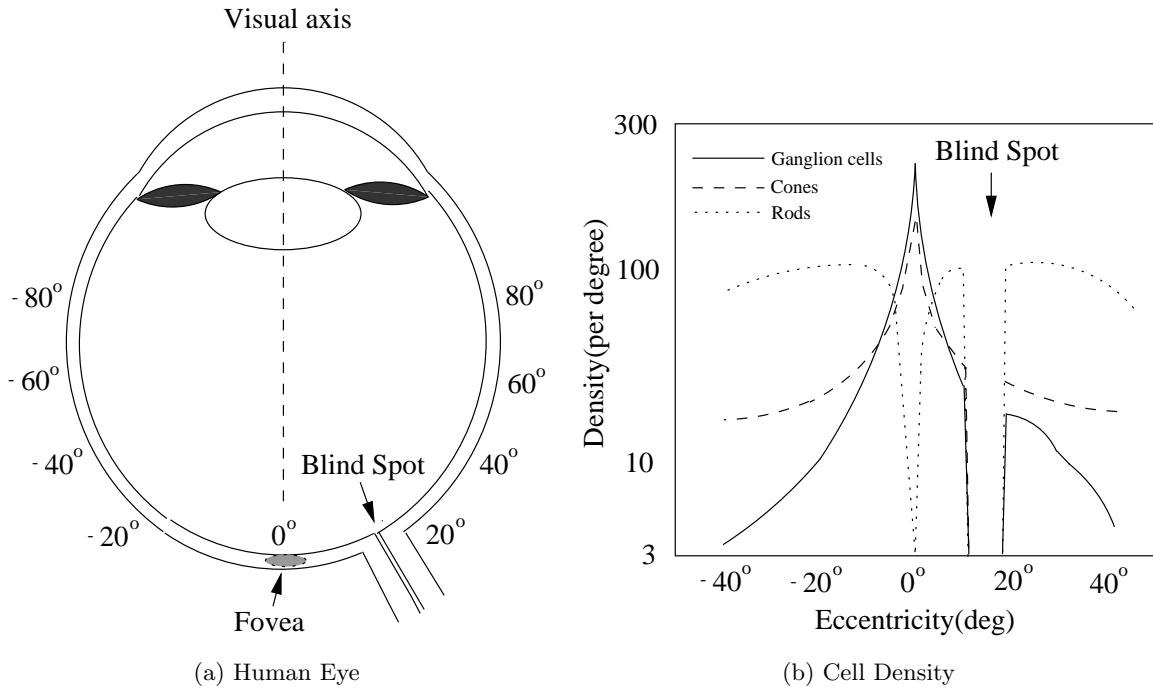 Visual axis
- 80°
- 60°
- 40°
- 20°
0°
20°
40°
60°
80°
Blind Spot
Fovea
(a) Human Eye
300
100
10
3
Density(per degree)
Ganglion cells
Cones
Rods
Blind Spot
- 40° - 20° 0° 20° 40°
Eccentricity(deg)
(b) Cell Density